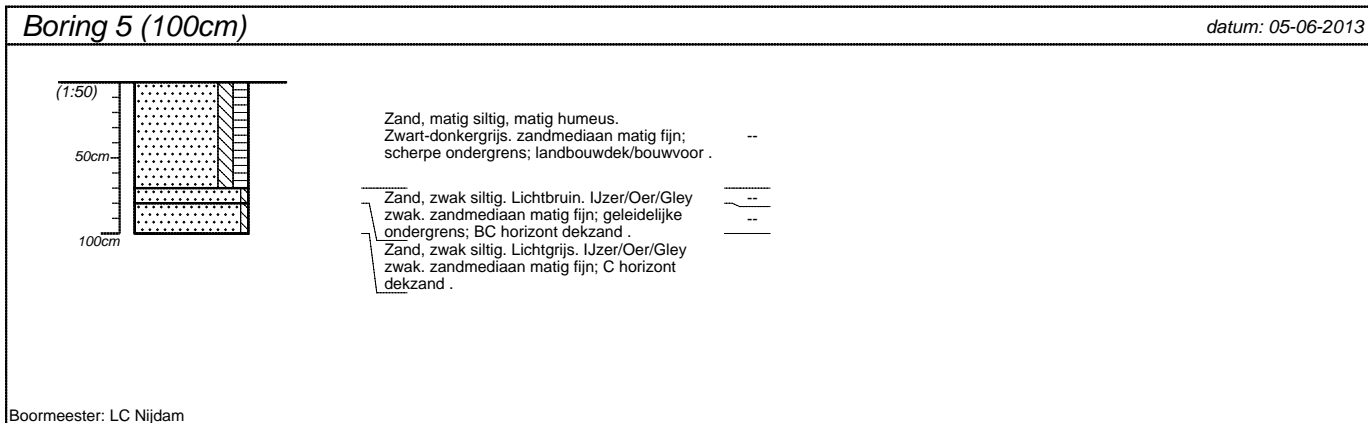 Boring 5 (100cm)
datum: 05-06-2013
(1:50)
50cm
100cm
Zand, matig siltig, matig humeus.
Zwart-donkergrijs. zandmediaan matig fijn;
scherpe ondergrens; landbouwdek/bouwvoor .
--
Zand, zwak siltig. Lichtbruin. IJzer/Oer/Gley
zwak. zandmediaan matig fijn; geleidelijke
ondergrens; BC horizont dekzand .
--
Zand, zwak siltig. Lichtgrijs. IJzer/Oer/Gley
zwak. zandmediaan matig fijn; C horizont
dekzand .
--
Boormeester: LC Nijdam